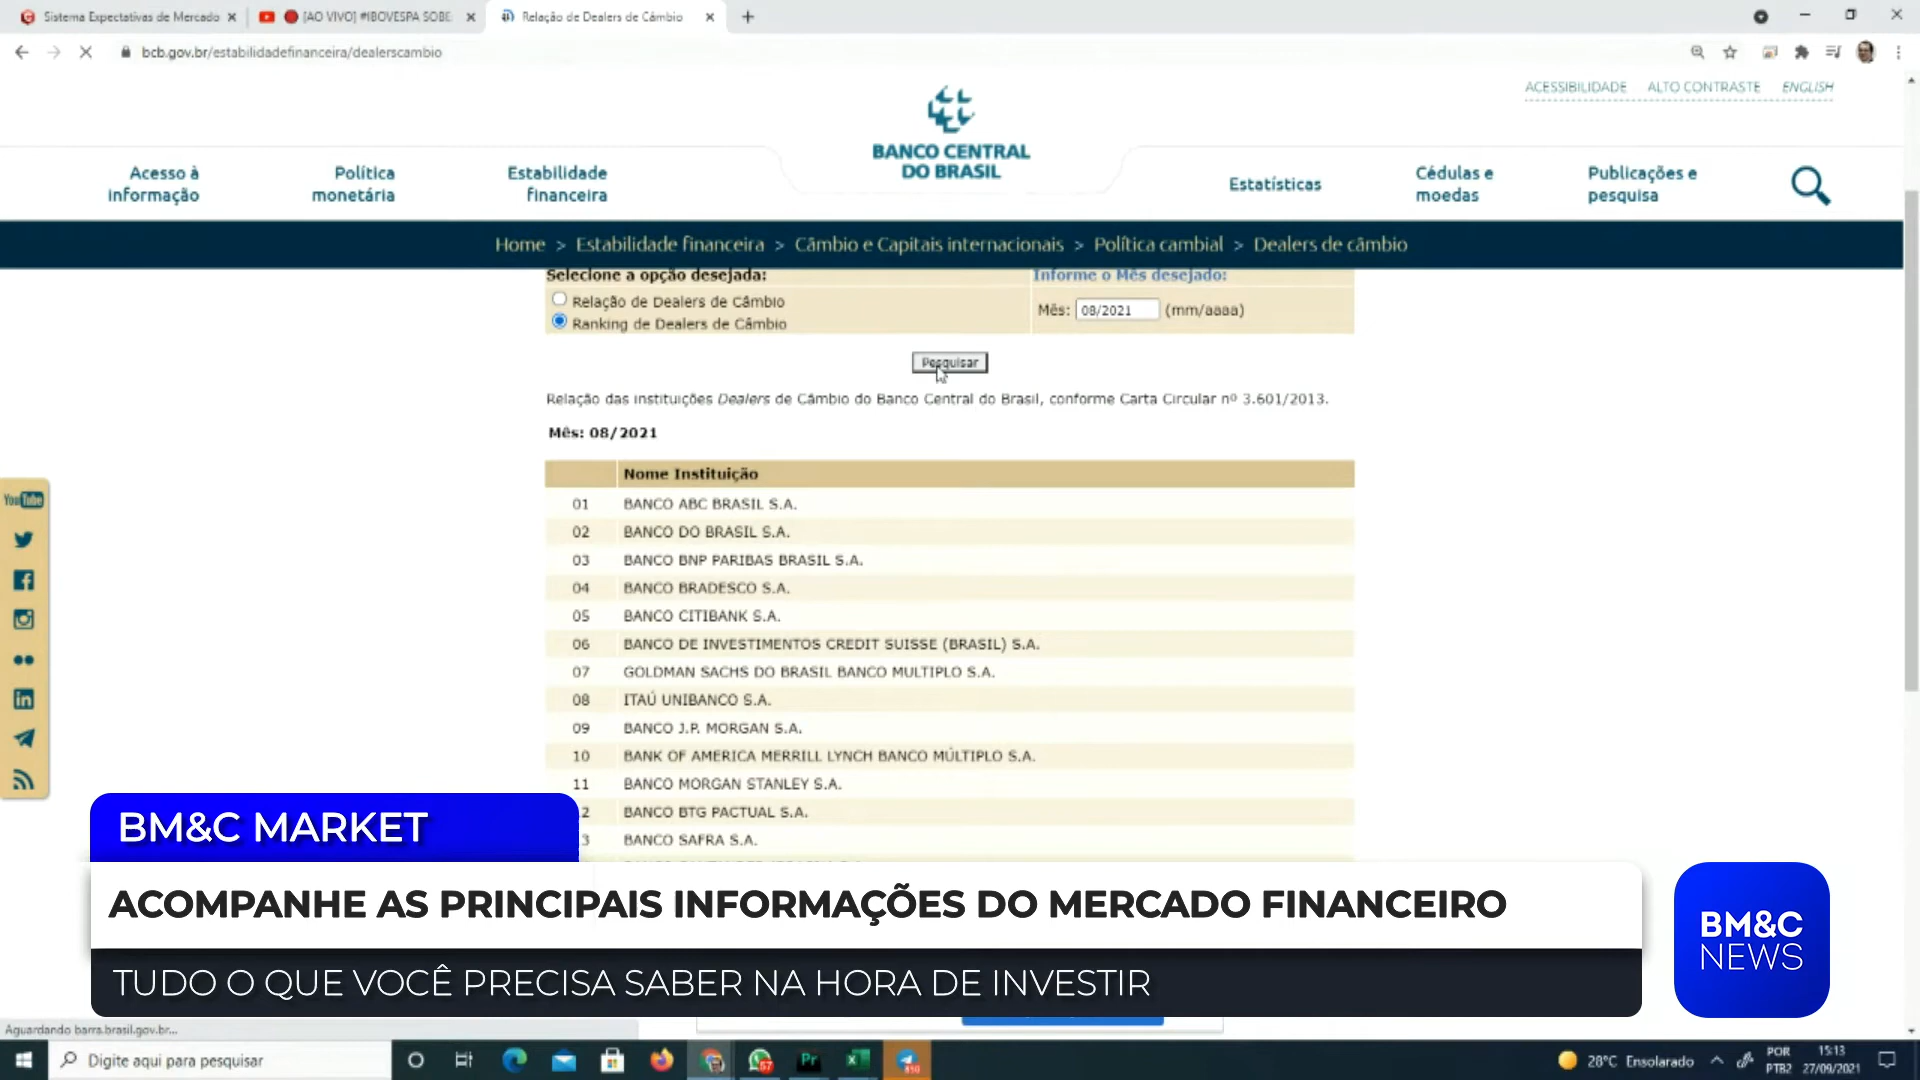 Sistema Expectativas de Mercado
[AO VIVO] #IBOVESPA SOBE
Relação de Dealers de Câmbio
bcb.gov.br/estabilidadefinanceira/dealerscambio
ACESSIBILIDADE ALTO CONTRASTE ENGLISH
BANCO CENTRAL
DO BRASIL
Acesso à
informação
Política
monetária
Estabilidade
financeira
Estatísticas
Cédulas e
moedas
Publicações e
pesquisa
Home > Estabilidade financeira > Câmbio e Capitais internacionais > Política cambial > Dealers de câmbio
Selecione a opção desejada:
Informe o Mês desejado:
Relação de Dealers de Câmbio
Ranking de Dealers de Câmbio
Mês: 08/2021 (mm/aaaa)
Pesquisar
Relação das instituições Dealers de Câmbio do Banco Central do Brasil, conforme Carta Circular nº 3.601/2013.
Mês: 08/2021
Nome Instituição
01 BANCO ABC BRASIL S.A.
02 BANCO DO BRASIL S.A.
03 BANCO BNP PARIBAS BRASIL S.A.
04 BANCO BRADESCO S.A.
05 BANCO CITIBANK S.A.
06 BANCO DE INVESTIMENTOS CREDIT SUISSE (BRASIL) S.A.
07 GOLDMAN SACHS DO BRASIL BANCO MULTIPLO S.A.
08 ITAÚ UNIBANCO S.A.
09 BANCO J.P. MORGAN S.A.
10 BANK OF AMERICA MERRILL LYNCH BANCO MÚLTIPLO S.A.
11 BANCO MORGAN STANLEY S.A.
2 BANCO BTG PACTUAL S.A.
3 BANCO SAFRA S.A.
You Tube
BM&C MARKET
ACOMPANHE AS PRINCIPAIS INFORMAÇÕES DO MERCADO FINANCEIRO
TUDO O QUE VOCÊ PRECISA SABER NA HORA DE INVESTIR
BM&C
NEWS
Aguardando barra.brasil.gov.br...
Digite aqui para pesquisar
Pr
28°C Ensolarado
POR
PTB2
15:13
27/09/2021